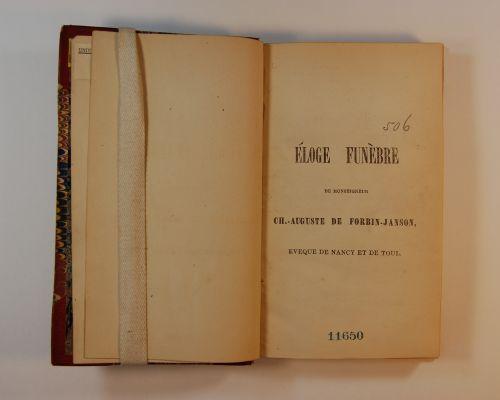 506
ÉLOGE FUNÈBRE
DE MONSEIGNEUR
CH.-AUGUSTE DE FORBIN-JANSON,
EVEQUE DE NANCY ET DE TOUL.
11650